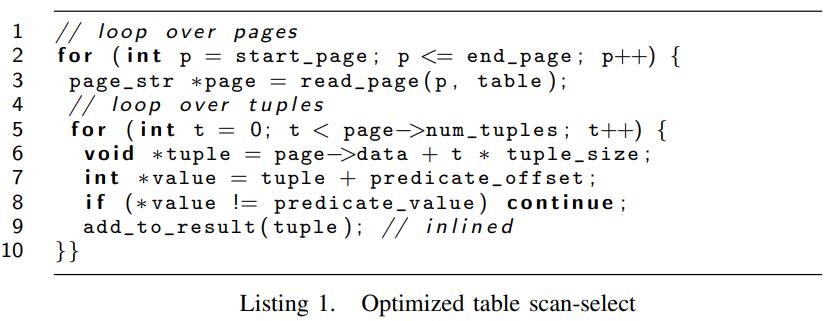 1 // loop over pages
2 for (int p = start_page; p <= end_page; p++) {
3 page_str *page = read_page(p, table);
4 // loop over tuples
5 for (int t = 0; t < page->num_tuples; t++) {
6 void *tuple = page->data + t * tuple_size;
7 int *value = tuple + predicate_offset;
8 if (*value != predicate_value) continue;
9 add_to_result(tuple); // inlined
10 }}
Listing 1. Optimized table scan-select